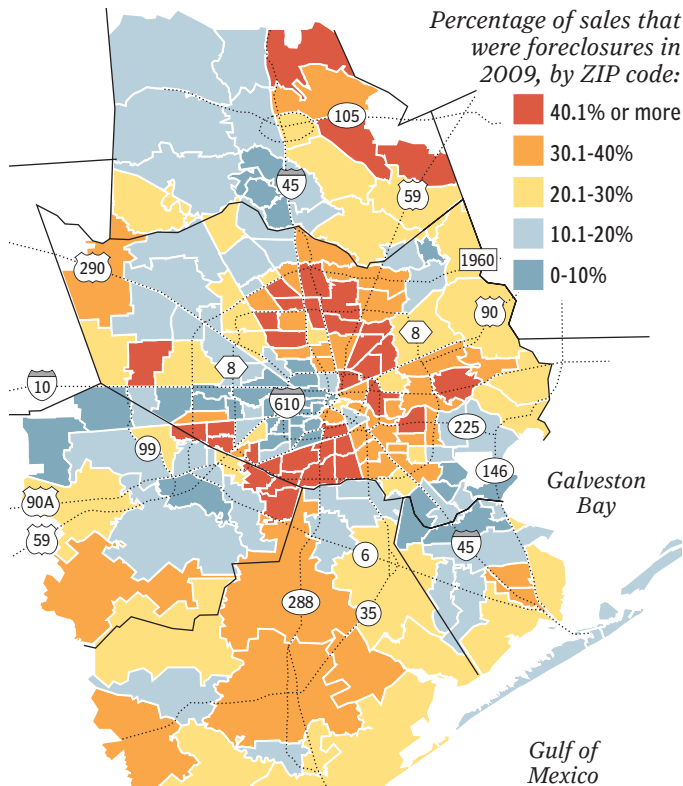 Percentage of sales that
were foreclosures in
2009, by ZIP code:
40.1% or more
30.1-40%
20.1-30%
10.1-20%
0-10%
105
45
59
1960
290
90
8
8
10
610
225
99
146
Galveston
Bay
90A
59
45
6
288
35
Gulf of
Mexico